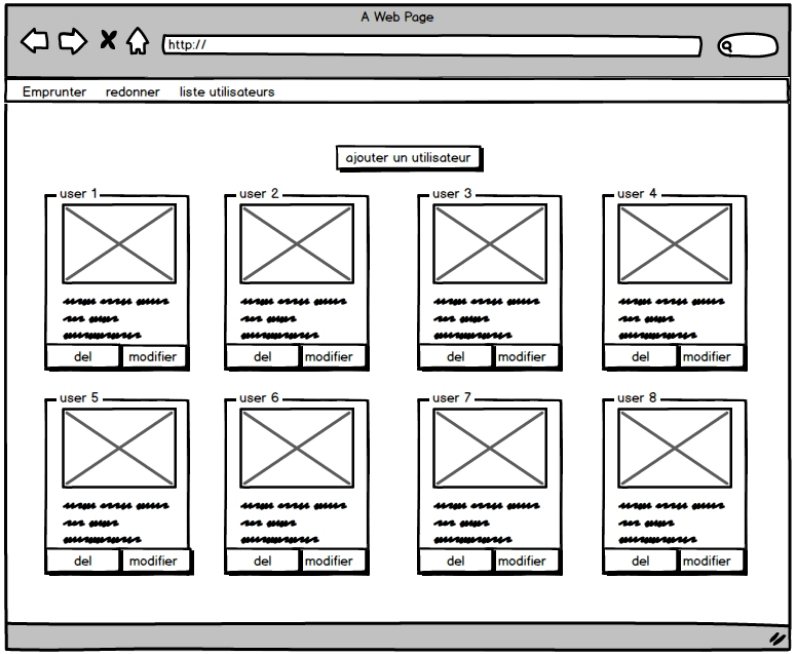 A Web Page
http://
Emprunter redonner liste utilisateurs
ajouter un utilisateur
user 1 user 2 user 3 user 4
del modifier del modifier del modifier del modifier
user 5 user 6 user 7 user 8
del modifier del modifier del modifier del modifier